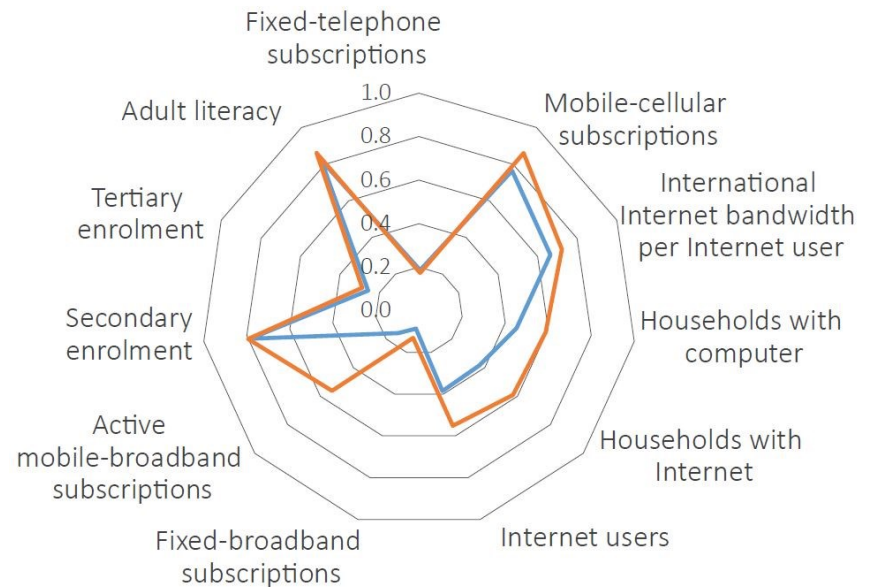 Fixed-telephone
subscriptions
Mobile-cellular
subscriptions
International
Internet bandwidth
per Internet user
Households with
computer
Households with
Internet
Internet users
Fixed-broadband
subscriptions
Active
mobile-broadband
subscriptions
Secondary
enrolment
Tertiary
enrolment
Adult literacy
1.0
0.8
0.6
0.4
0.2
0.0